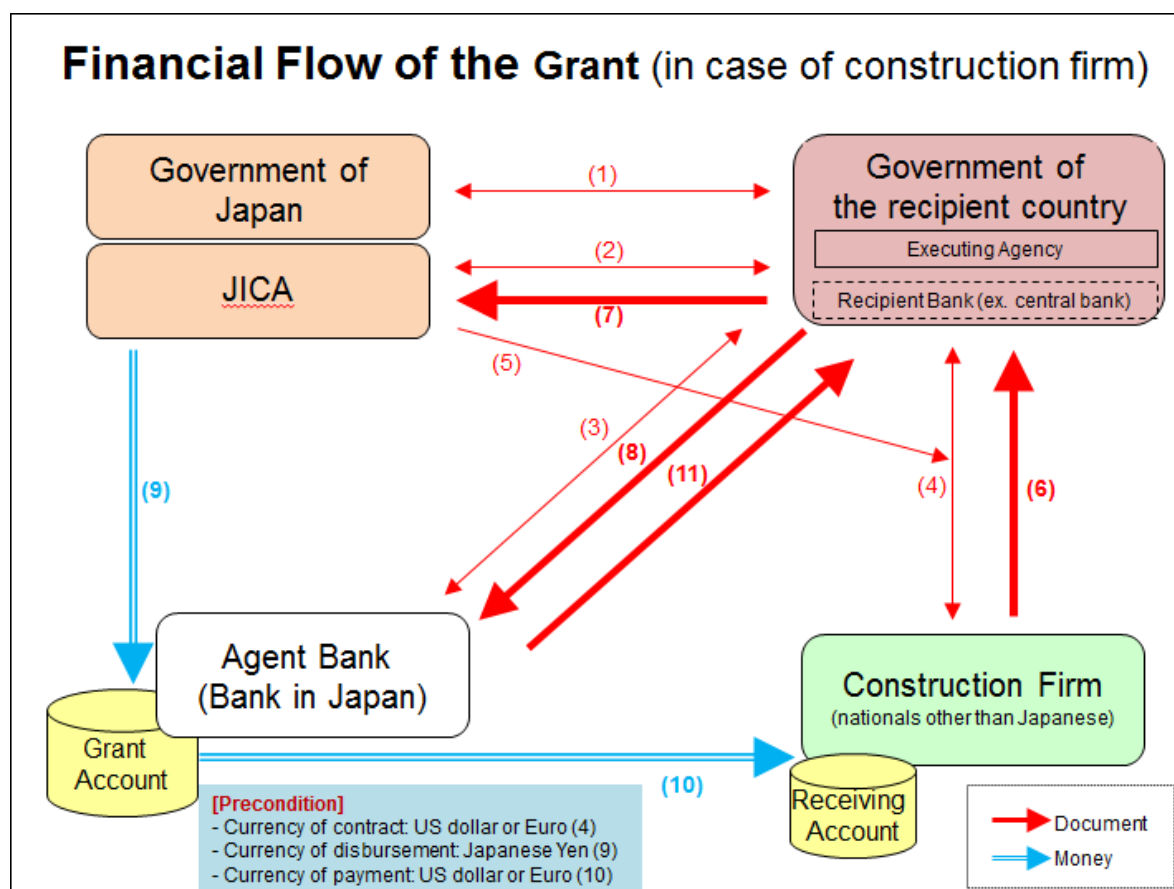 Financial Flow of the Grant (in case of construction firm)
Government of
Japan
JICA
(1)
(2)
(7)
Government of
the recipient country
Executing Agency
Recipient Bank (ex. central bank)
(5)
(3)
(8)
(11)
(4)
(6)
(9)
Agent Bank
(Bank in Japan)
Grant
Account
(10)
Construction Firm
(nationals other than Japanese)
Receiving
Account
[Precondition]
- Currency of contract: US dollar or Euro (4)
- Currency of disbursement: Japanese Yen (9)
- Currency of payment: US dollar or Euro (10)
Document
Money